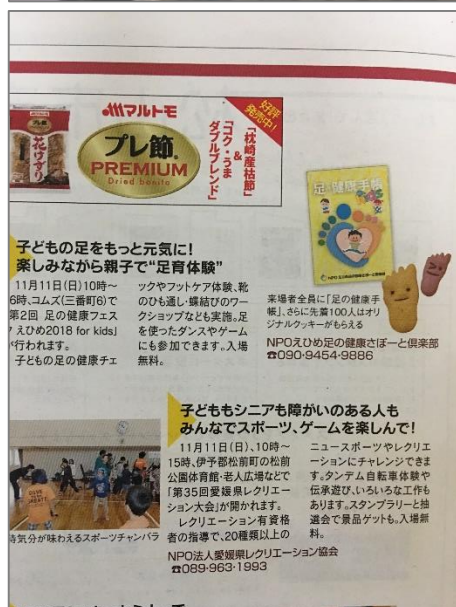 マルトモ
花けずり
プレ節®
PREMIUM
Dried bonito
「枕崎産枯節」
&
「コク・うま
ダブルブレンド」
好評
発売中!
足の健康手帳
子どもの足をもっと元気に!
楽しみながら親子で“足育体験”
11月11日(日)10時〜
16時、コムズ(三番町6)で
「第2回 足の健康フェス
えひめ2018 for kids」
が行われます。
子どもの足の健康チェ
ックやフットケア体験、靴
のひも通し・蝶結びのワー
クショップなども実施。足
を使ったダンスやゲーム
にも参加できます。入場
無料。
来場者全員に「足の健康手
帳」、さらに先着100人はオリ
ジナルクッキーがもらえる
NPOえひめ足の健康さぽーと倶楽部
☎090・9454・9886
子どももシニアも障がいのある人も
みんなでスポーツ、ゲームを楽しんで!
11月11日(日)、10時〜
15時、伊予郡松前町の松前
公園体育館・老人広場などで
「第35回愛媛県レクリエー
ション大会」が開かれます。
レクリエーション有資格
者の指導で、20種類以上の
ニュースポーツやレクリエ
ーションにチャレンジできま
す。タンデム自転車体験や
伝承遊び、いろいろな工作も
あります。スタンプラリーと抽
選会で景品ゲットも。入場無
料。
侍気分が味わえるスポーツチャンバラ
NPO法人愛媛県レクリエーション協会
☎089・963・1993